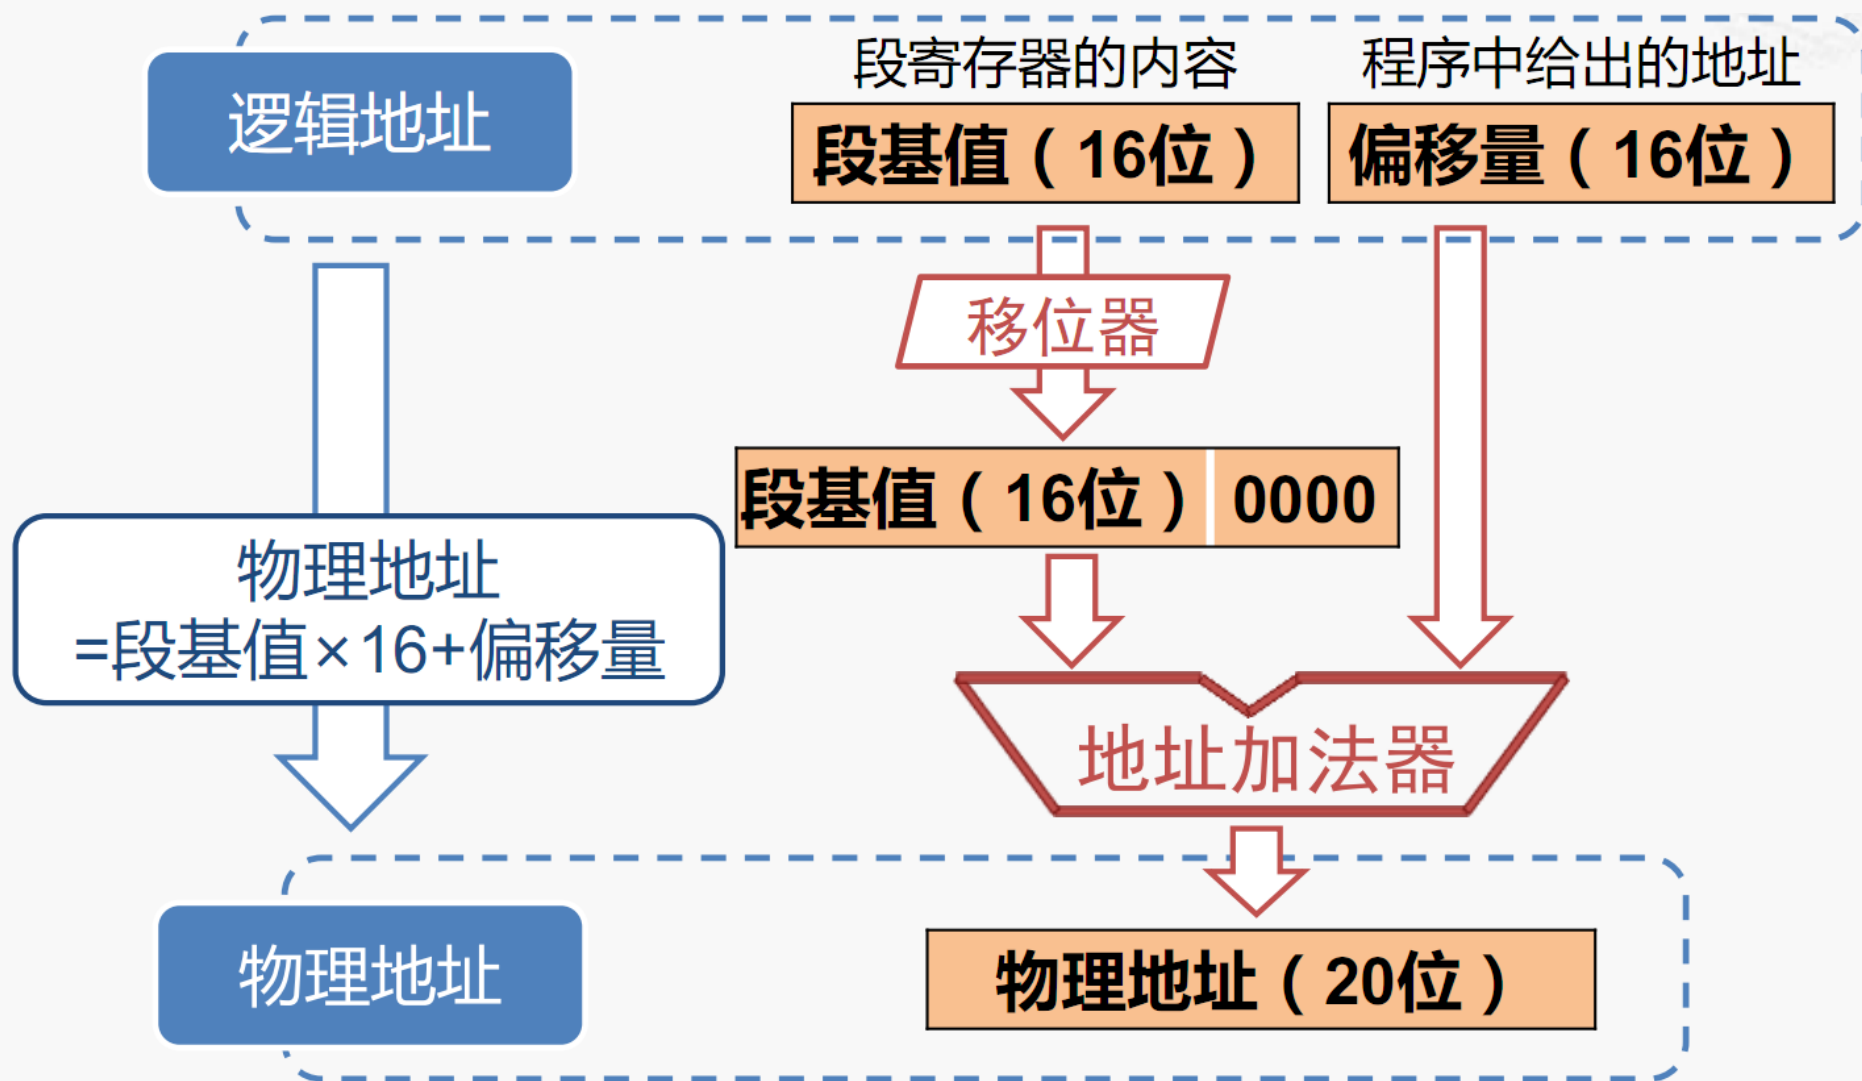 段寄存器的内容
程序中给出的地址
逻辑地址
段基值（16位）
偏移量（16位）
移位器
段基值（16位） 0000
物理地址
=段基值×16+偏移量
地址加法器
物理地址
物理地址（20位）